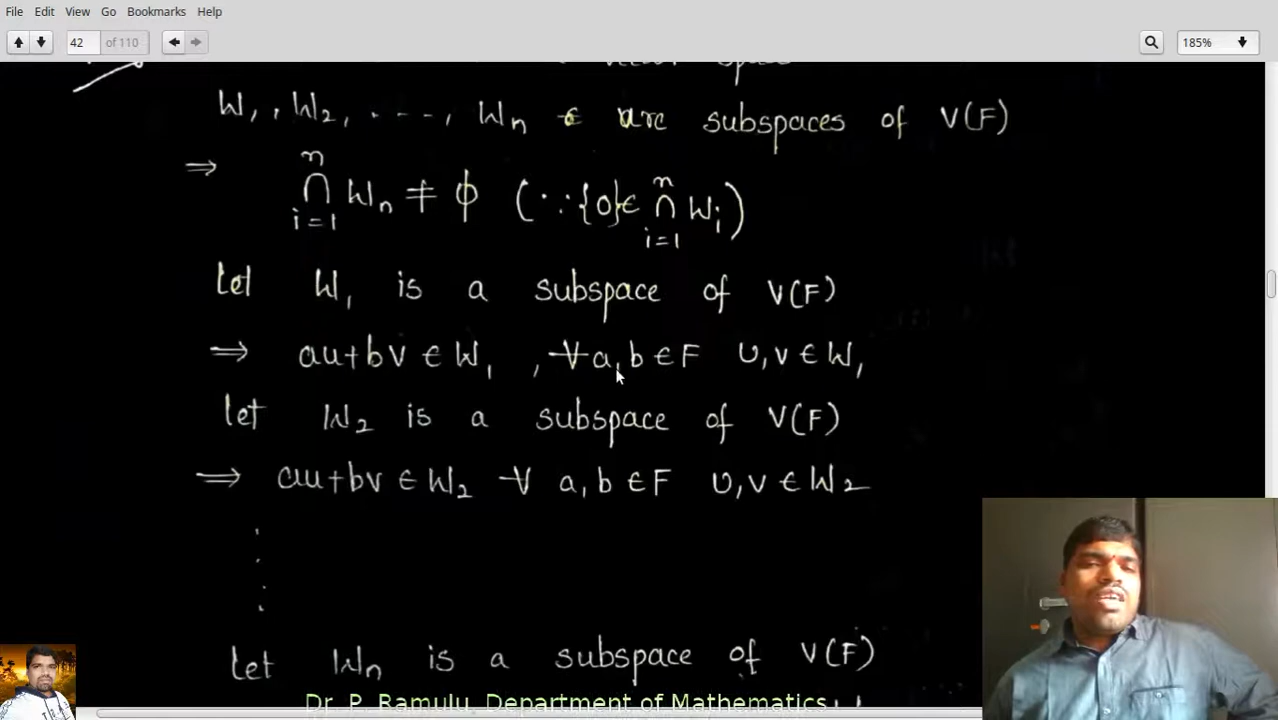 File Edit View Go Bookmarks Help
42 of 110 185%
space
W₁, W₂, . - - -, Wₙ are subspaces of V(F)
⇒ n ∩ i=1 Wₙ ≠ ϕ (∵ {0} ∈ n ∩ i=1 Wᵢ)
Let W₁ is a subspace of V(F)
⇒ au+bv ∈ W₁ , ∀ a,b ∈ F u,v ∈ W₁
let W₂ is a subspace of V(F)
⇒ au+bv ∈ W₂ ∀ a,b ∈ F u,v ∈ W₂
Let Wₙ is a subspace of V(F)
Dr. P. Ramulu, Department of Mathematics